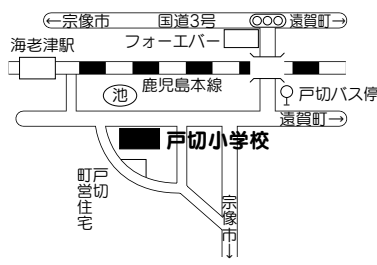 ←宗像市
国道3号
遠賀町→
フォーエバー
海老津駅
鹿児島本線
池
戸切バス停
遠賀町→
戸切小学校
戸切
町営住宅
宗像市→